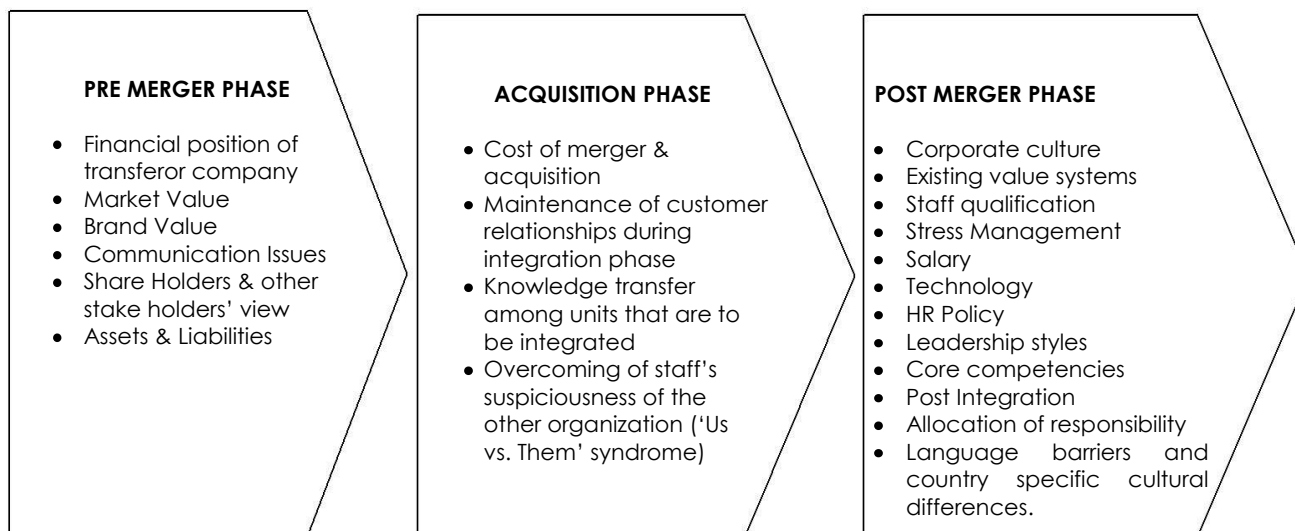 PRE MERGER PHASE
• Financial position of
transferor company
• Market Value
• Brand Value
• Communication Issues
• Share Holders & other
stake holders’ view
• Assets & Liabilities
ACQUISITION PHASE
• Cost of merger &
acquisition
• Maintenance of customer
relationships during
integration phase
• Knowledge transfer
among units that are to
be integrated
• Overcoming of staff’s
suspiciousness of the
other organization (‘Us
vs. Them’ syndrome)
POST MERGER PHASE
• Corporate culture
• Existing value systems
• Staff qualification
• Stress Management
• Salary
• Technology
• HR Policy
• Leadership styles
• Core competencies
• Post Integration
• Allocation of responsibility
• Language barriers and
country specific cultural
differences.